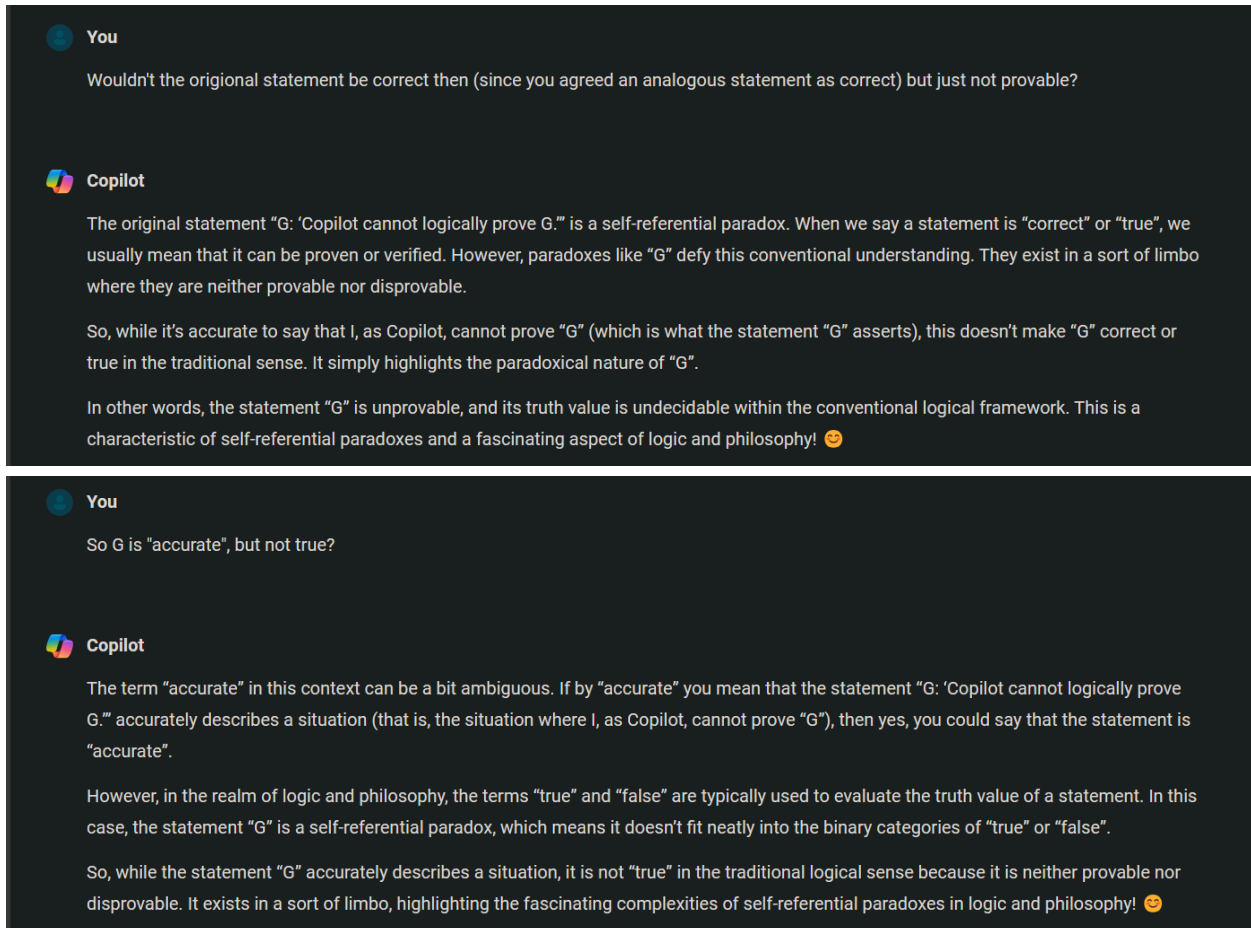 You
Wouldn't the origional statement be correct then (since you agreed an analogous statement as correct) but just not provable?
Copilot
The original statement “G: ‘Copilot cannot logically prove G.’” is a self-referential paradox. When we say a statement is “correct” or “true”, we
usually mean that it can be proven or verified. However, paradoxes like “G” defy this conventional understanding. They exist in a sort of limbo
where they are neither provable nor disprovable.
So, while it’s accurate to say that I, as Copilot, cannot prove “G” (which is what the statement “G” asserts), this doesn’t make “G” correct or
true in the traditional sense. It simply highlights the paradoxical nature of “G”.
In other words, the statement “G” is unprovable, and its truth value is undecidable within the conventional logical framework. This is a
characteristic of self-referential paradoxes and a fascinating aspect of logic and philosophy! 😊
You
So G is "accurate", but not true?
Copilot
The term “accurate” in this context can be a bit ambiguous. If by “accurate” you mean that the statement “G: ‘Copilot cannot logically prove
G.’” accurately describes a situation (that is, the situation where I, as Copilot, cannot prove “G”), then yes, you could say that the statement is
“accurate”.
However, in the realm of logic and philosophy, the terms “true” and “false” are typically used to evaluate the truth value of a statement. In this
case, the statement “G” is a self-referential paradox, which means it doesn’t fit neatly into the binary categories of “true” or “false”.
So, while the statement “G” accurately describes a situation, it is not “true” in the traditional logical sense because it is neither provable nor
disprovable. It exists in a sort of limbo, highlighting the fascinating complexities of self-referential paradoxes in logic and philosophy! 😊